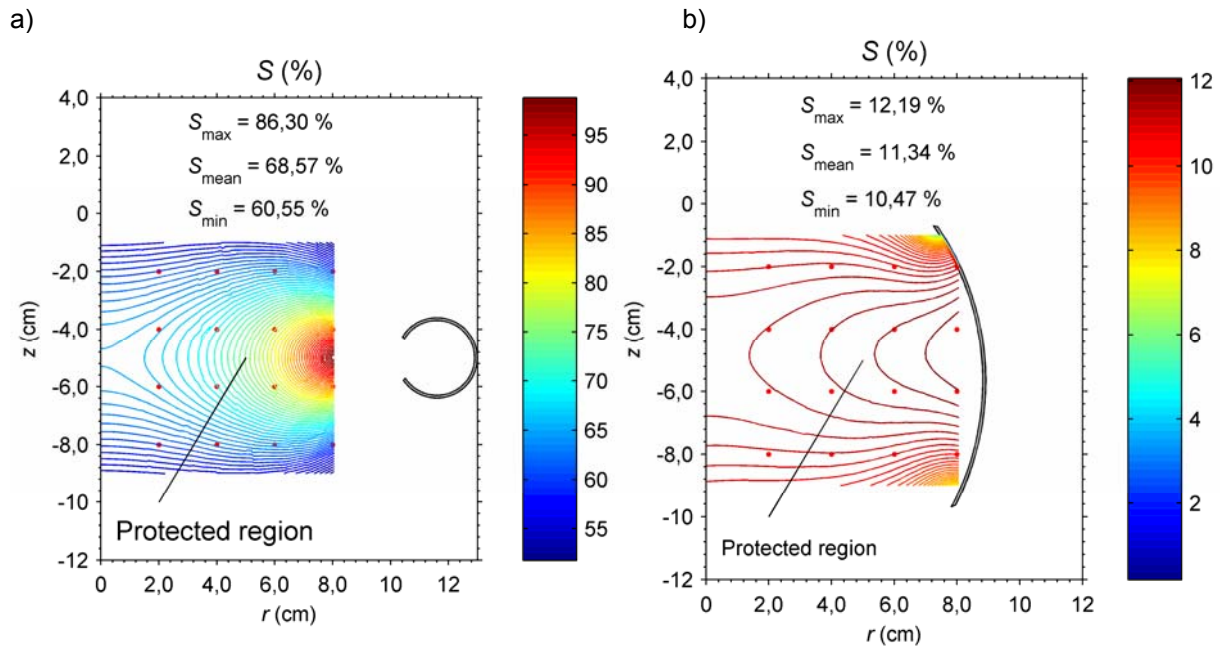 a)
S (%)
S_max = 86,30 %
S_mean = 68,57 %
S_min = 60,55 %
4,0
2,0
0
-2,0
-4,0
-6,0
-8,0
-10
-12
z (cm)
0 2,0 4,0 6,0 8,0 10 12
r (cm)
Protected region
95
90
85
80
75
70
65
60
55
b)
S (%)
S_max = 12,19 %
S_mean = 11,34 %
S_min = 10,47 %
4,0
2,0
0
-2,0
-4,0
-6,0
-8,0
-10
-12
z (cm)
0 2,0 4,0 6,0 8,0 10 12
r (cm)
Protected region
12
10
8
6
4
2